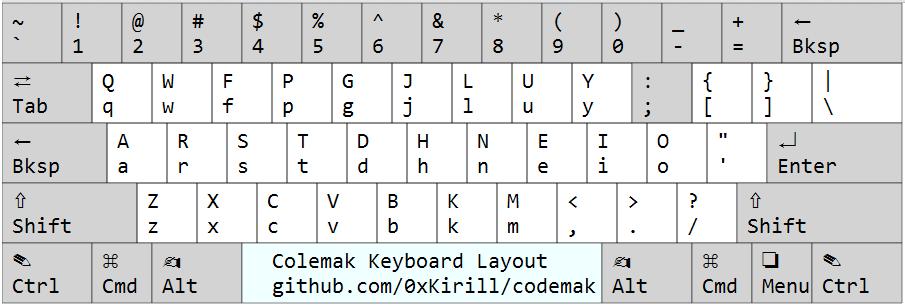 ~ ! @ # $ % ^ & * ( ) _ + ←
` 1 2 3 4 5 6 7 8 9 0 - = Bksp
⇄ Q W F P G J L U Y : { } |
Tab q w f p g j l u y ; [ ] \
← A R S T D H N E I O " ↵
Bksp a r s t d h n e i o ' Enter
⇧ Z X C V B K M < > ? ⇧
Shift z x c v b k m , . / Shift
✎ ⌘ ✍ Colemak Keyboard Layout ✍ ⌘ ❏ ✎
Ctrl Cmd Alt github.com/0xKirill/codemak Alt Cmd Menu Ctrl